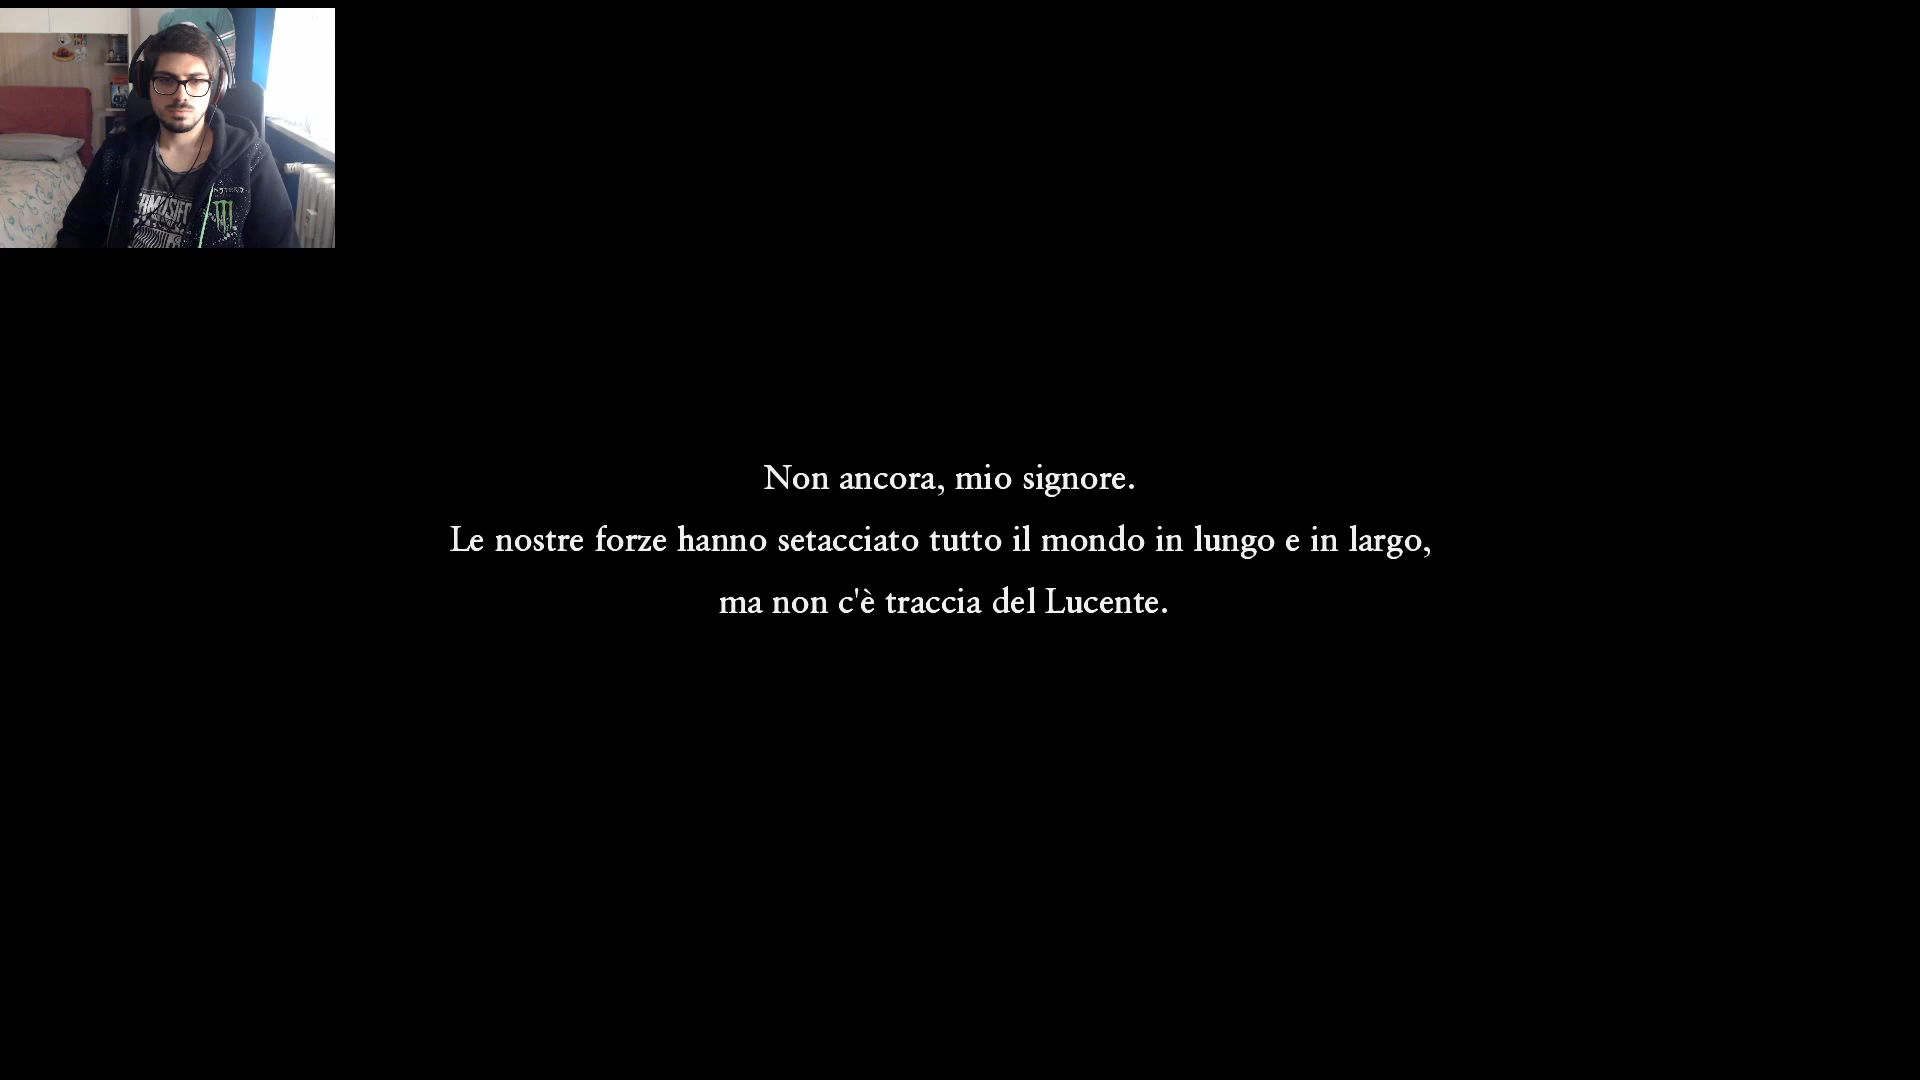 Non ancora, mio signore.
Le nostre forze hanno setacciato tutto il mondo in lungo e in largo,
ma non c'è traccia del Lucente.